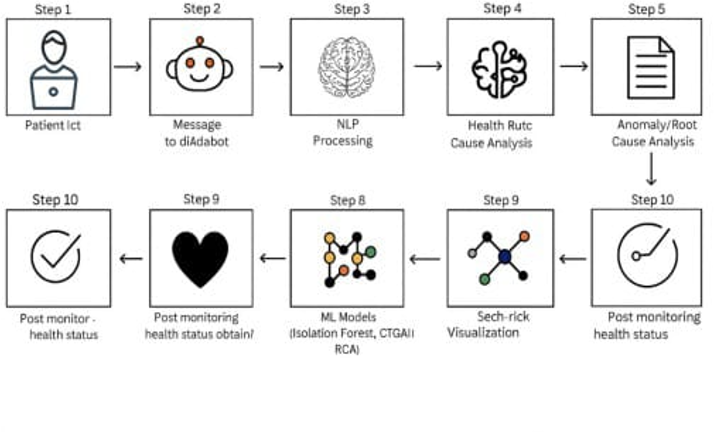 Step 1
Step 2
Step 3
Step 4
Step 5
Patient Ict
Message
to diAdabot
NLP
Processing
Health Rutc
Cause Analysis
Anomaly/Root
Cause Analysis
Step 10
Step 9
Step 8
Step 9
Step 10
Post monitor -
health status
Post monitoring
health status obtain!
ML Models
(Isolation Forest, CTGAII
RCA)
Sech-rick
Visualization
Post monitoring
health status